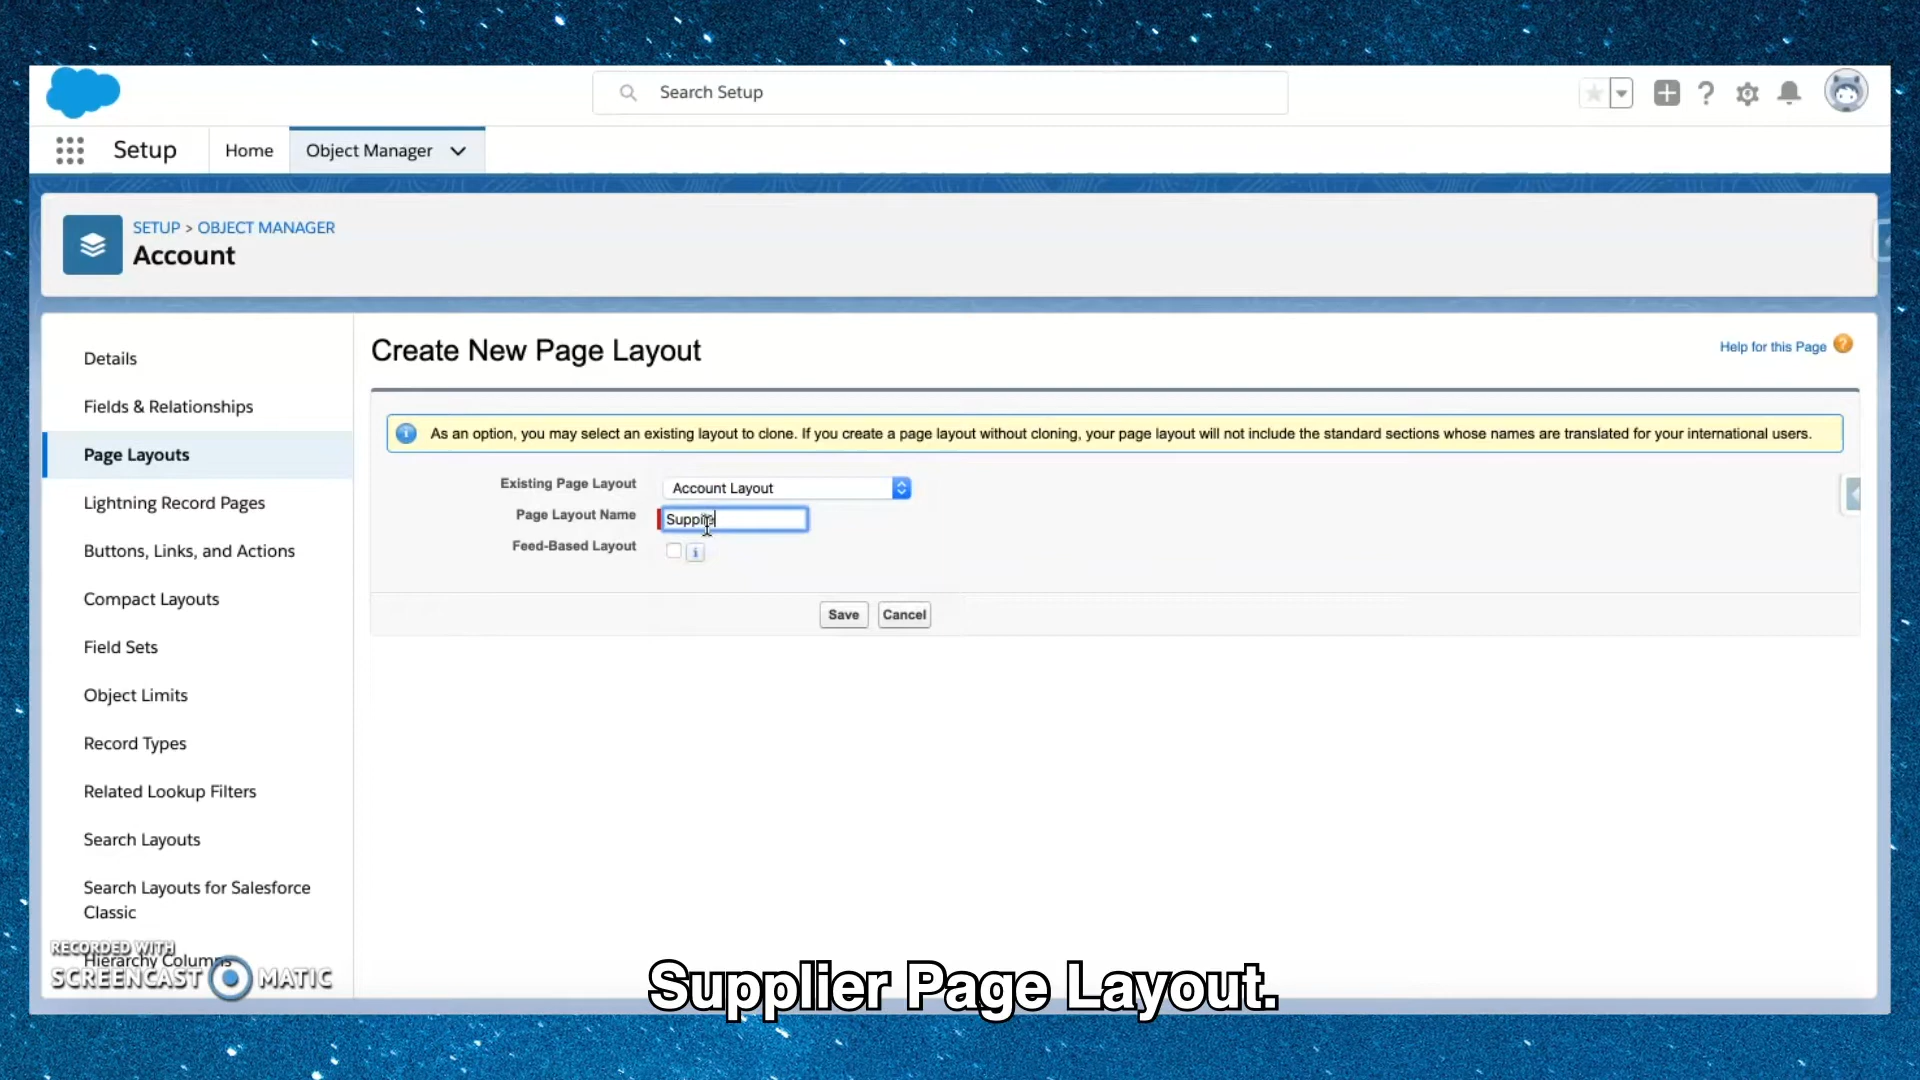 Search Setup
Setup
Home
Object Manager
SETUP > OBJECT MANAGER
Account
Details
Fields & Relationships
Page Layouts
Lightning Record Pages
Buttons, Links, and Actions
Compact Layouts
Field Sets
Object Limits
Record Types
Related Lookup Filters
Search Layouts
Search Layouts for Salesforce
Classic
Hierarchy Columns
Create New Page Layout
Help for this Page
As an option, you may select an existing layout to clone. If you create a page layout without cloning, your page layout will not include the standard sections whose names are translated for your international users.
Existing Page Layout
Account Layout
Page Layout Name
Feed-Based Layout
Save
Cancel
RECORDED WITH
SCREENCAST MATIC
Supplier Page Layout.